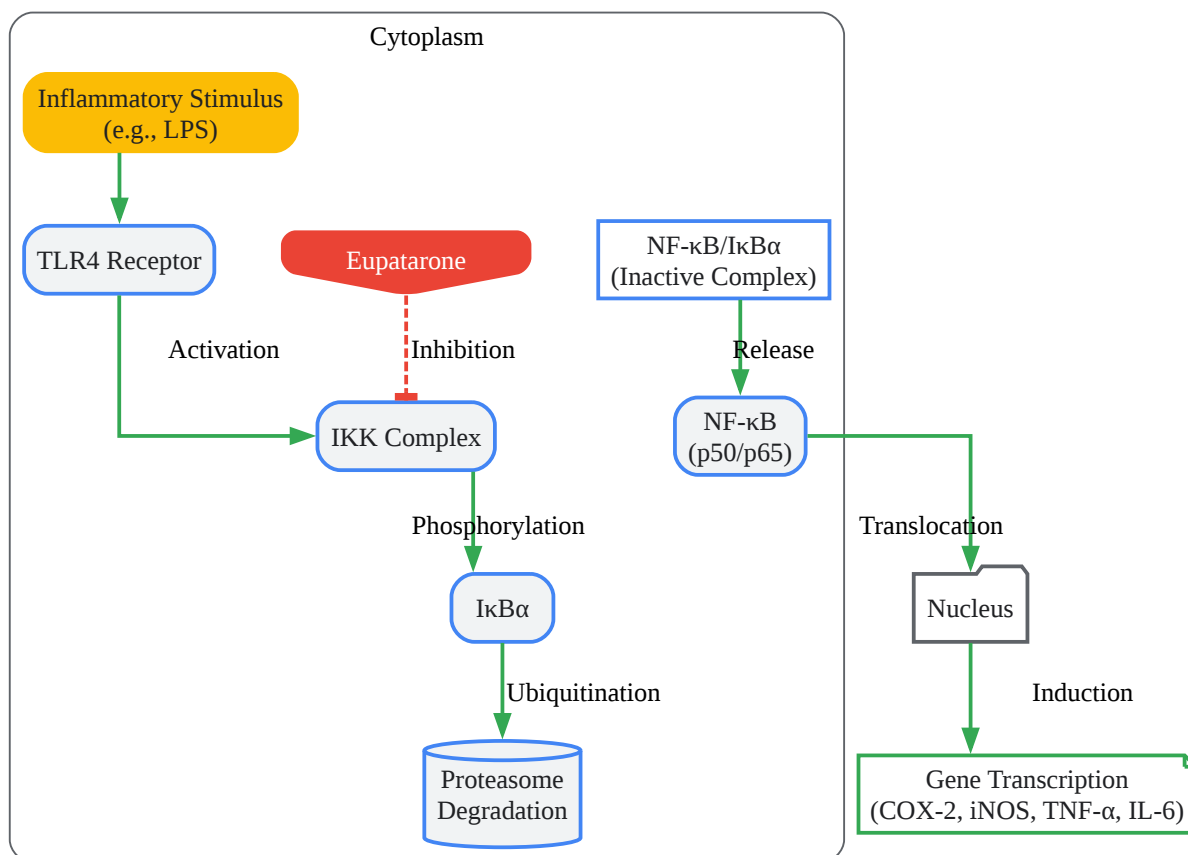 Cytoplasm
Inflammatory Stimulus
(e.g., LPS)
TLR4 Receptor
Eupatarone
NF-κB/IκBα
(Inactive Complex)
Activation
Inhibition
Release
IKK Complex
NF-κB
(p50/p65)
Phosphorylation
Translocation
IκBα
Nucleus
Ubiquitination
Induction
Proteasome
Degradation
Gene Transcription
(COX-2, iNOS, TNF-α, IL-6)